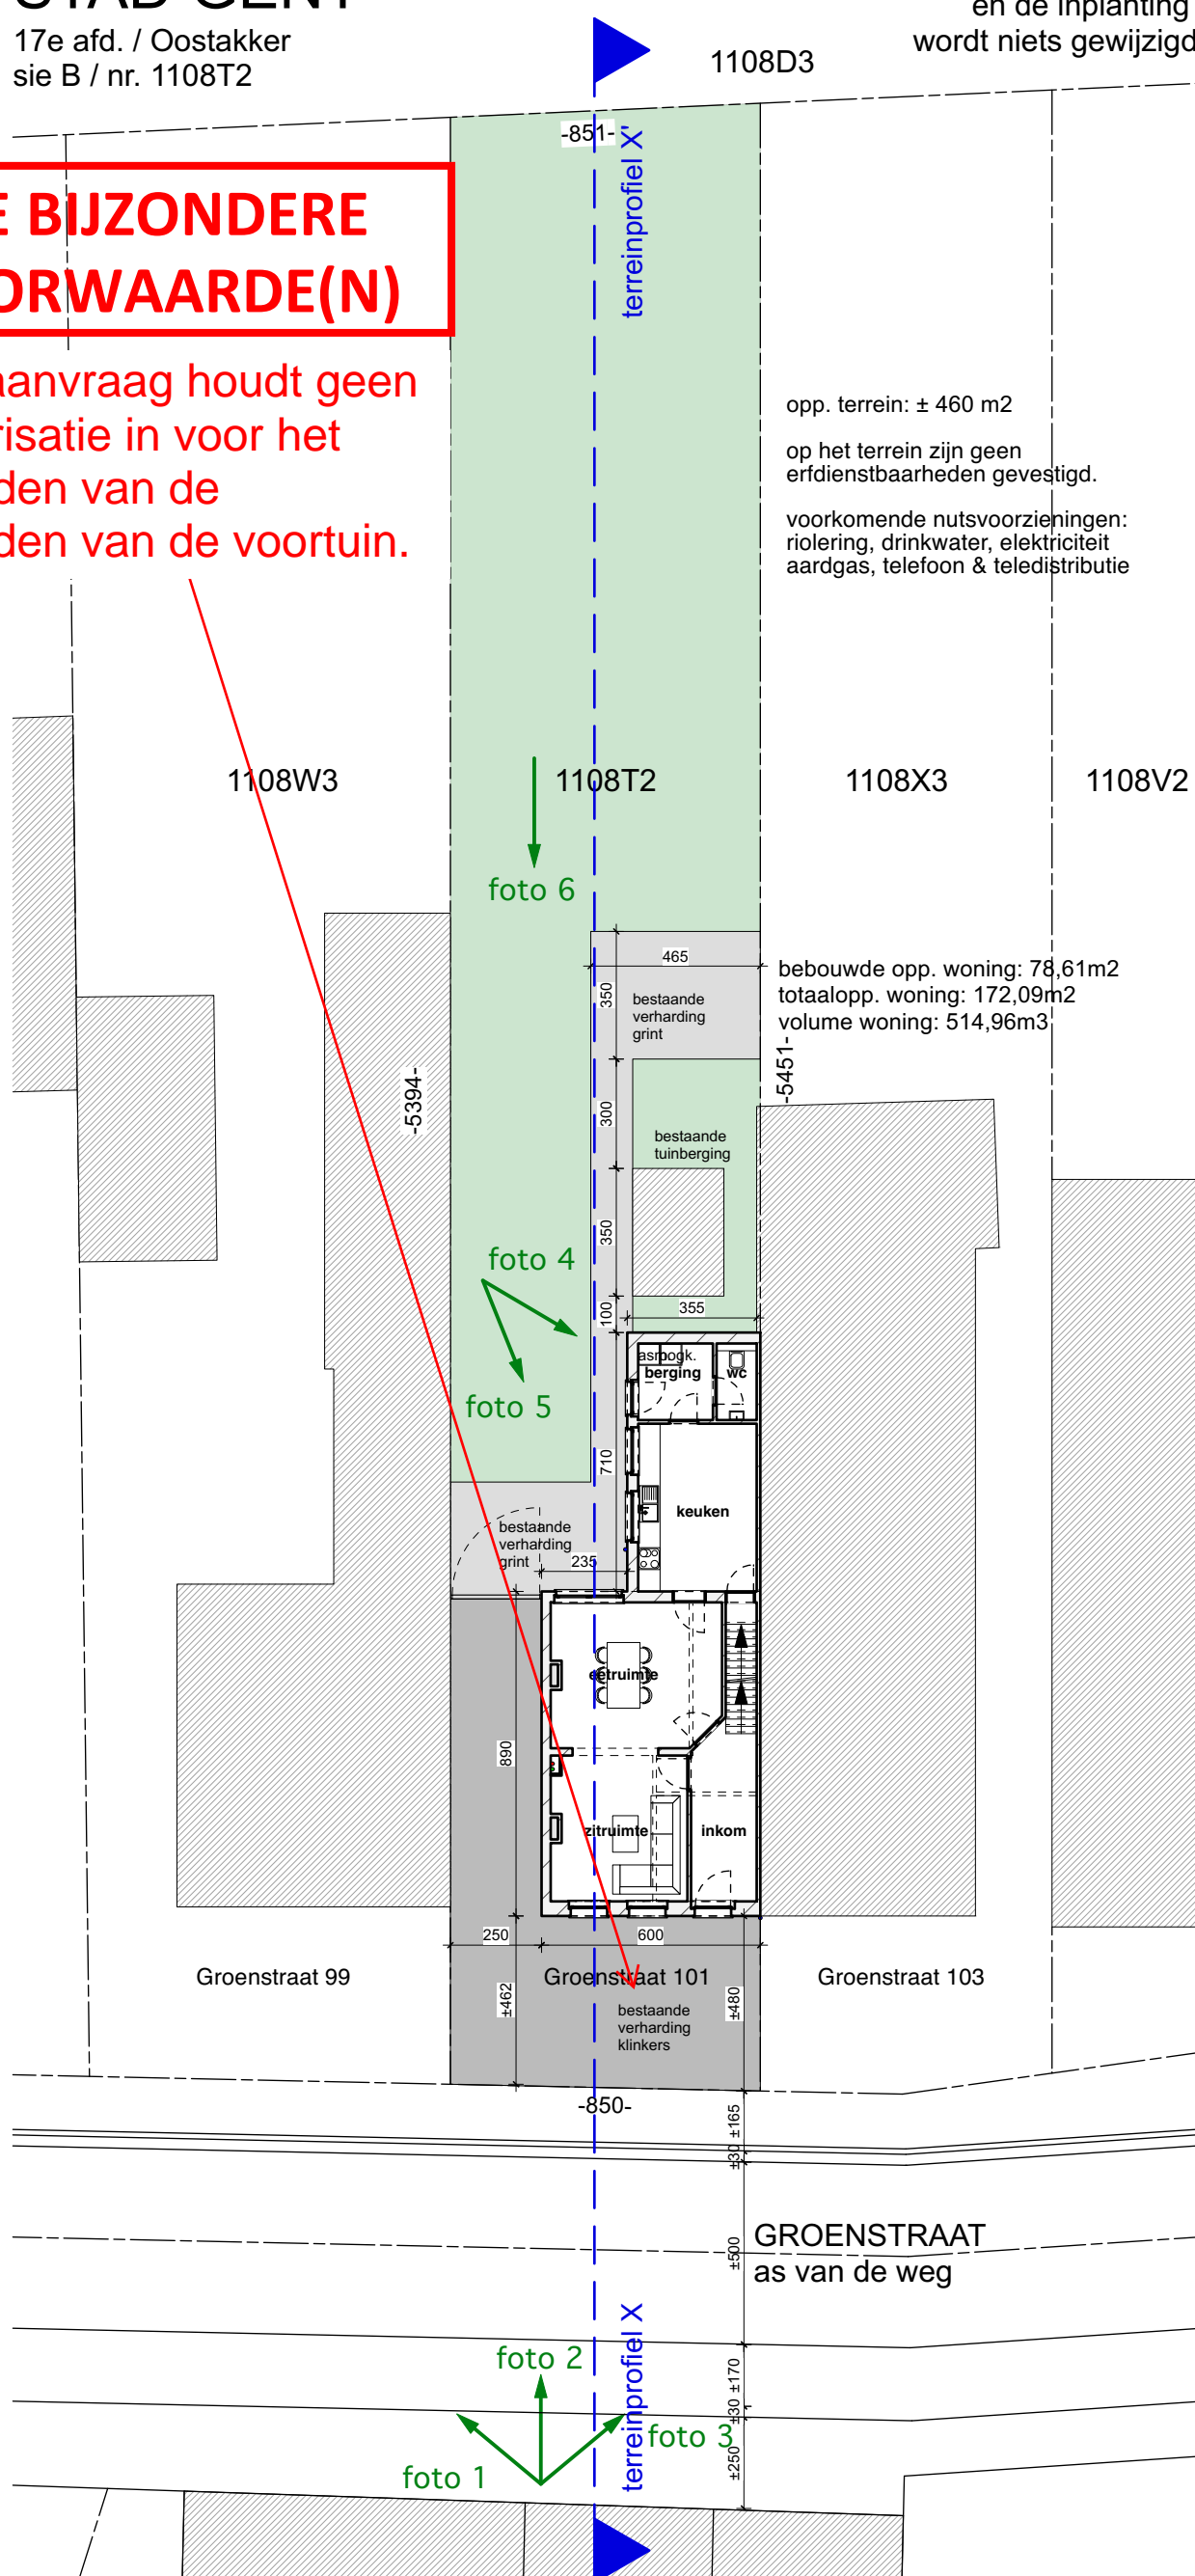 STAD GENT
17e afd. / Oostakker
sie B / nr. 1108T2
en de inplanting
wordt niets gewijzigd
1108D3
-851-
terreinprofiel X'
E BIJZONDERE
ORWAARDE(N)
aanvraag houdt geen
risatie in voor het
den van de
den van de voortuin.
opp. terrein: ± 460 m2
op het terrein zijn geen
erfdienstbaarheden gevestigd.
voorkomende nutsvoorzieningen:
riolering, drinkwater, elektriciteit
aardgas, telefoon & teledistributie
1108W3
1108T2
1108X3
1108V2
foto 6
465
bebouwde opp. woning: 78,61m2
totaalopp. woning: 172,09m2
volume woning: 514,96m3
350
bestaande
verharding
grint
-5394-
-5451-
300
bestaande
tuinberging
350
foto 4
100
355
foto 5
berging
wc
710
keuken
bestaande
verharding
grint
235
eetruimte
890
zitruimte
inkom
250
600
Groenstraat 99
Groenstraat 101
Groenstraat 103
±462
±480
bestaande
verharding
klinkers
-850-
±165
±30
±500
GROENSTRAAT
as van de weg
±170
±30
±250
terreinprofiel X
foto 2
foto 3
foto 1